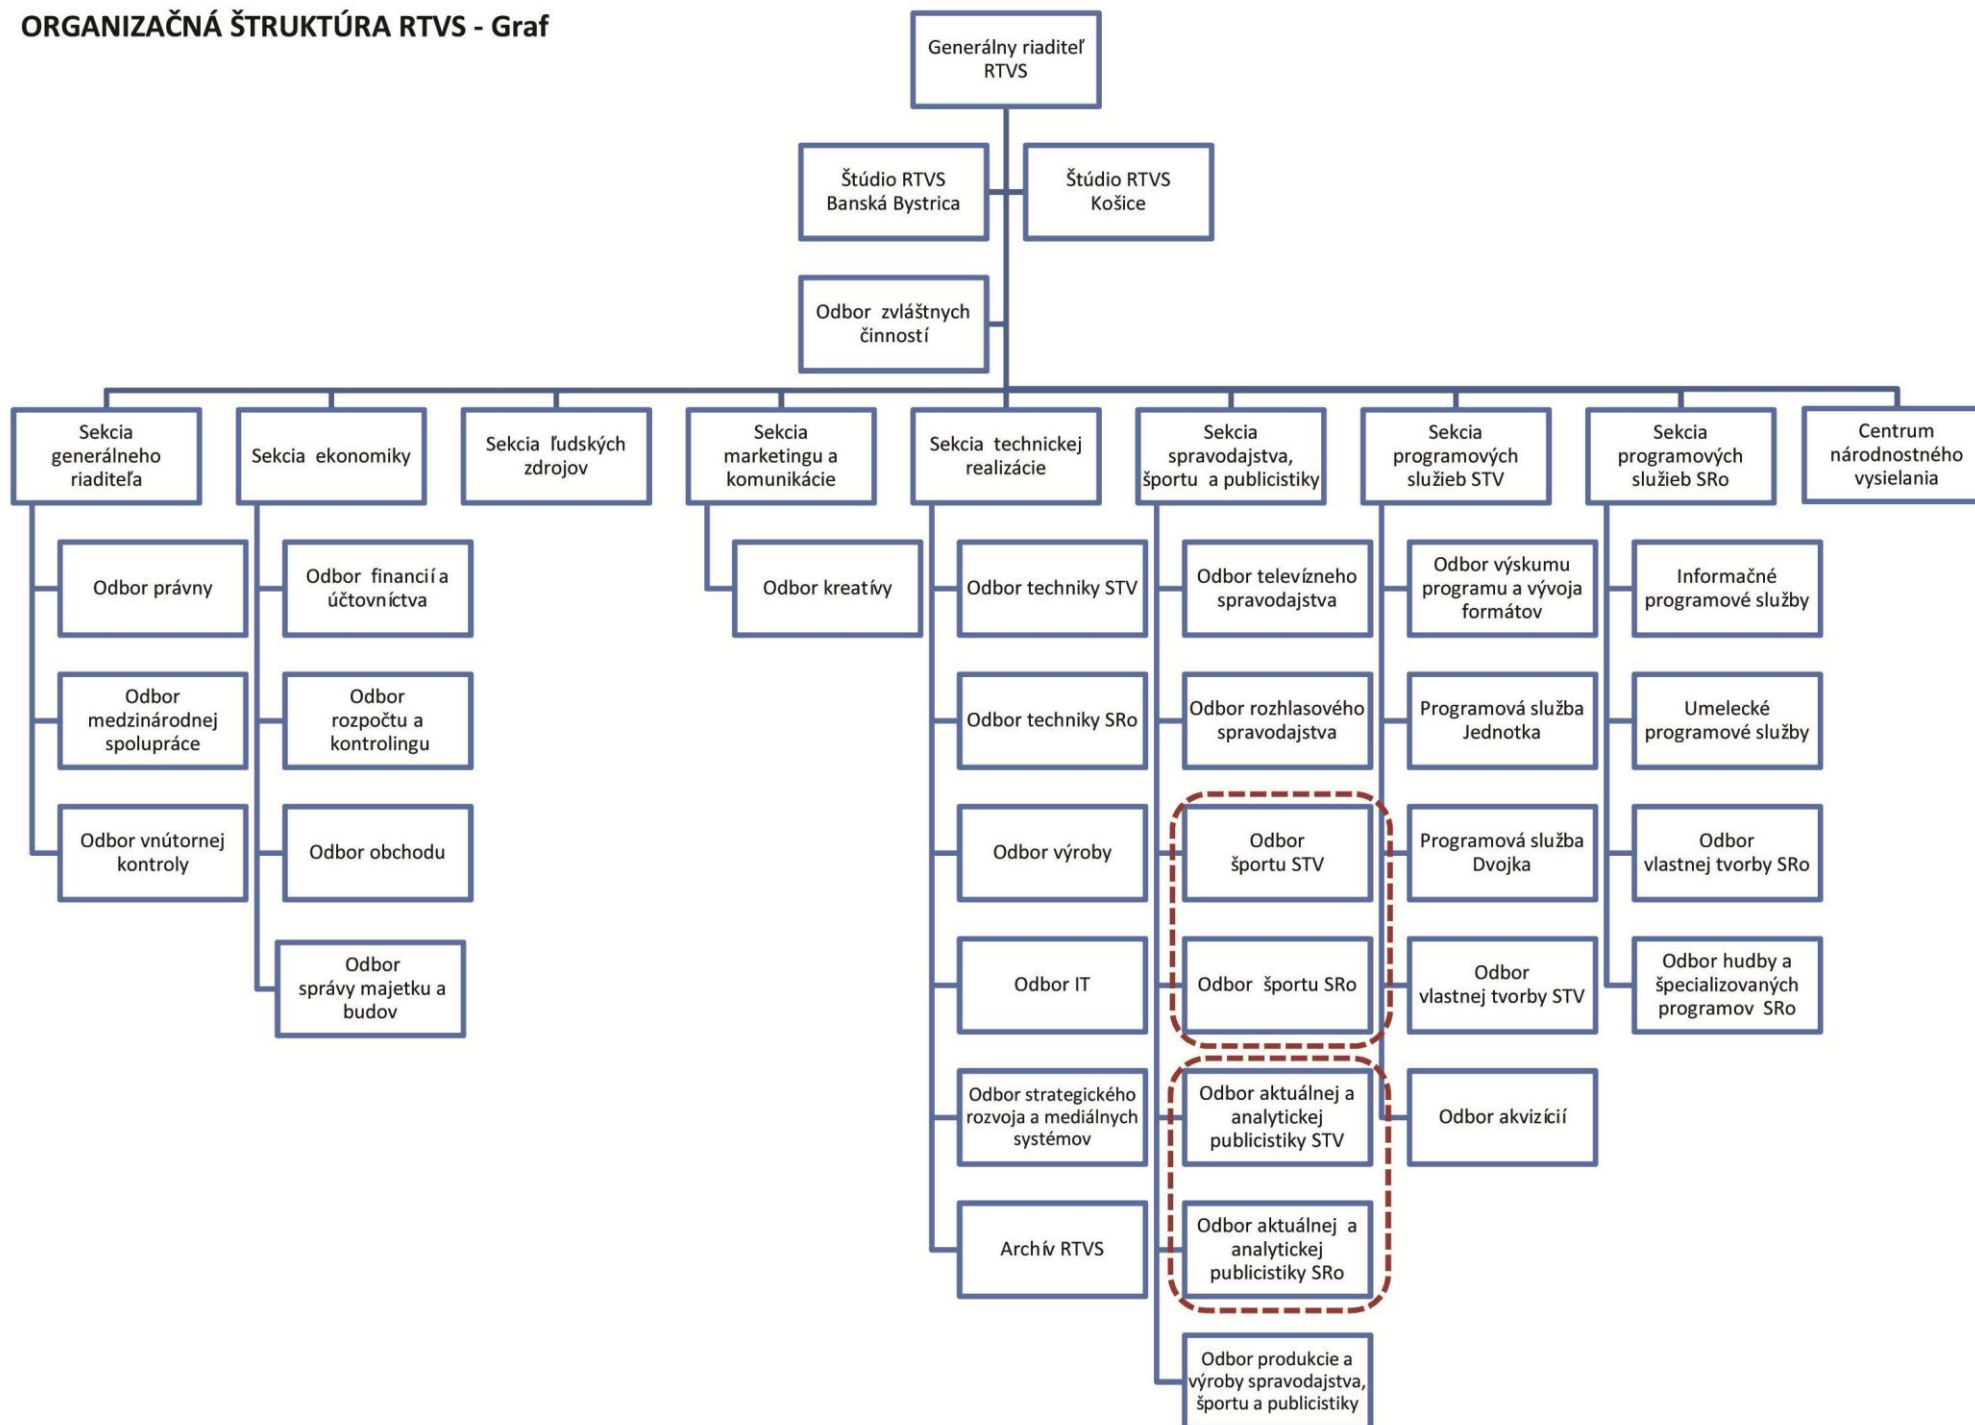 ORGANIZAČNÁ ŠTRUKTÚRA RTVS - Graf
Generálny riaditeľ
RTVS
Štúdio RTVS
Banská Bystrica
Štúdio RTVS
Košice
Odbor zvláštnych
činností
Sekcia
generálneho
riaditeľa
Sekcia ekonomiky
Sekcia ľudských
zdrojov
Sekcia
marketingu a
komunikácie
Sekcia technickej
realizácie
Sekcia
spravodajstva,
športu a publicistiky
Sekcia
programových
služieb STV
Sekcia
programových
služieb SRo
Centrum
národnostného
vysielania
Odbor právny
Odbor
medzinárodnej
spolupráce
Odbor vnútornej
kontroly
Odbor financií a
účtovníctva
Odbor
rozpočtu a
kontrolingu
Odbor obchodu
Odbor
správy majetku a
budov
Odbor kreatívy
Odbor techniky STV
Odbor techniky SRo
Odbor výroby
Odbor IT
Odbor strategického
rozvoja a mediálnych
systémov
Archív RTVS
Odbor televízneho
spravodajstva
Odbor rozhlasového
spravodajstva
Odbor
športu STV
Odbor športu SRo
Odbor aktuálnej a
analytickej
publicistiky STV
Odbor aktuálnej a
analytickej
publicistiky SRo
Odbor produkcie a
výroby spravodajstva,
športu a publicistiky
Odbor výskumu
programu a vývoja
formátov
Programová služba
Jednotka
Programová služba
Dvojka
Odbor
vlastnej tvorby STV
Odbor akvizícií
Informačné
programové služby
Umelecké
programové služby
Odbor
vlastnej tvorby SRo
Odbor hudby a
špecializovaných
programov SRo